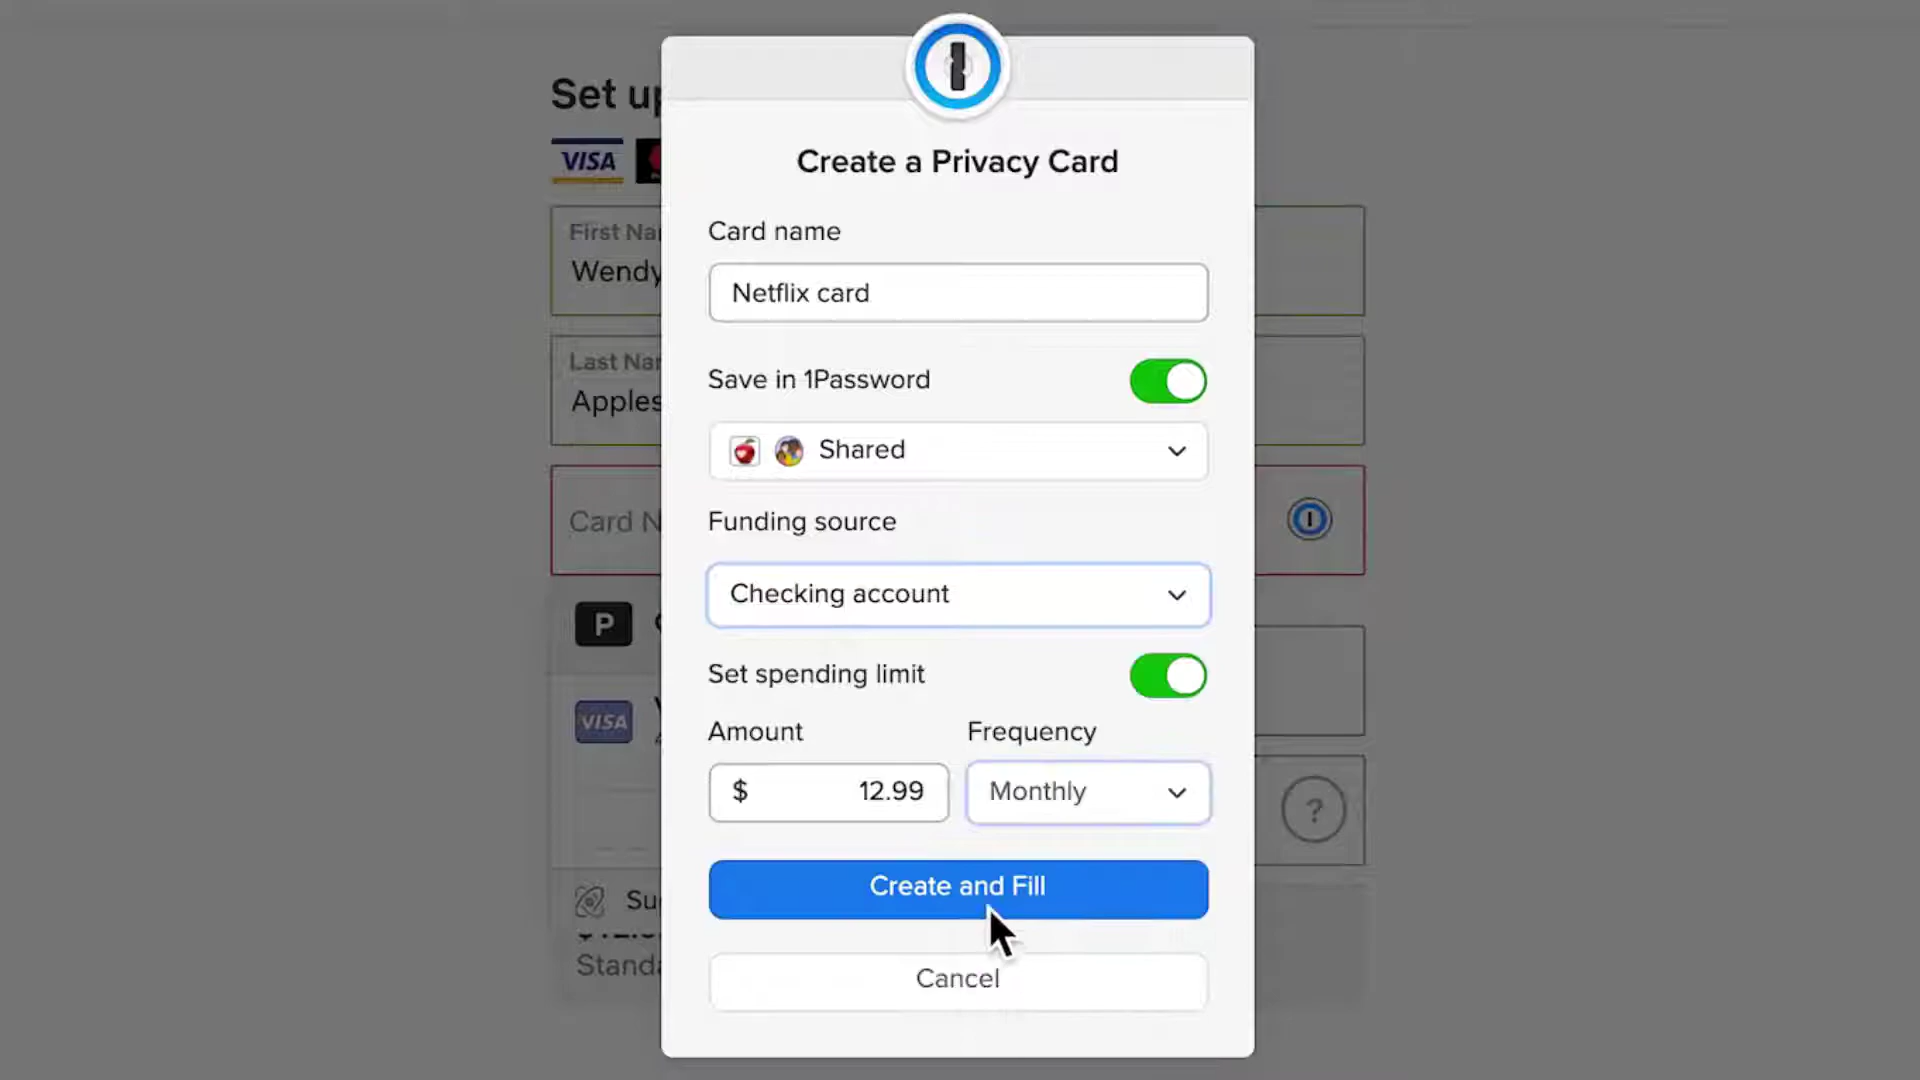 Set up
VISA
Create a Privacy Card
First Na
Wendy
Card name
Netflix card
Last Na
Apples
Save in 1Password
Shared
Card N
Funding source
Checking account
P
Set spending limit
VISA
Amount
Frequency
$ 12.99
Monthly
?
Create and Fill
Su
Standa
Cancel